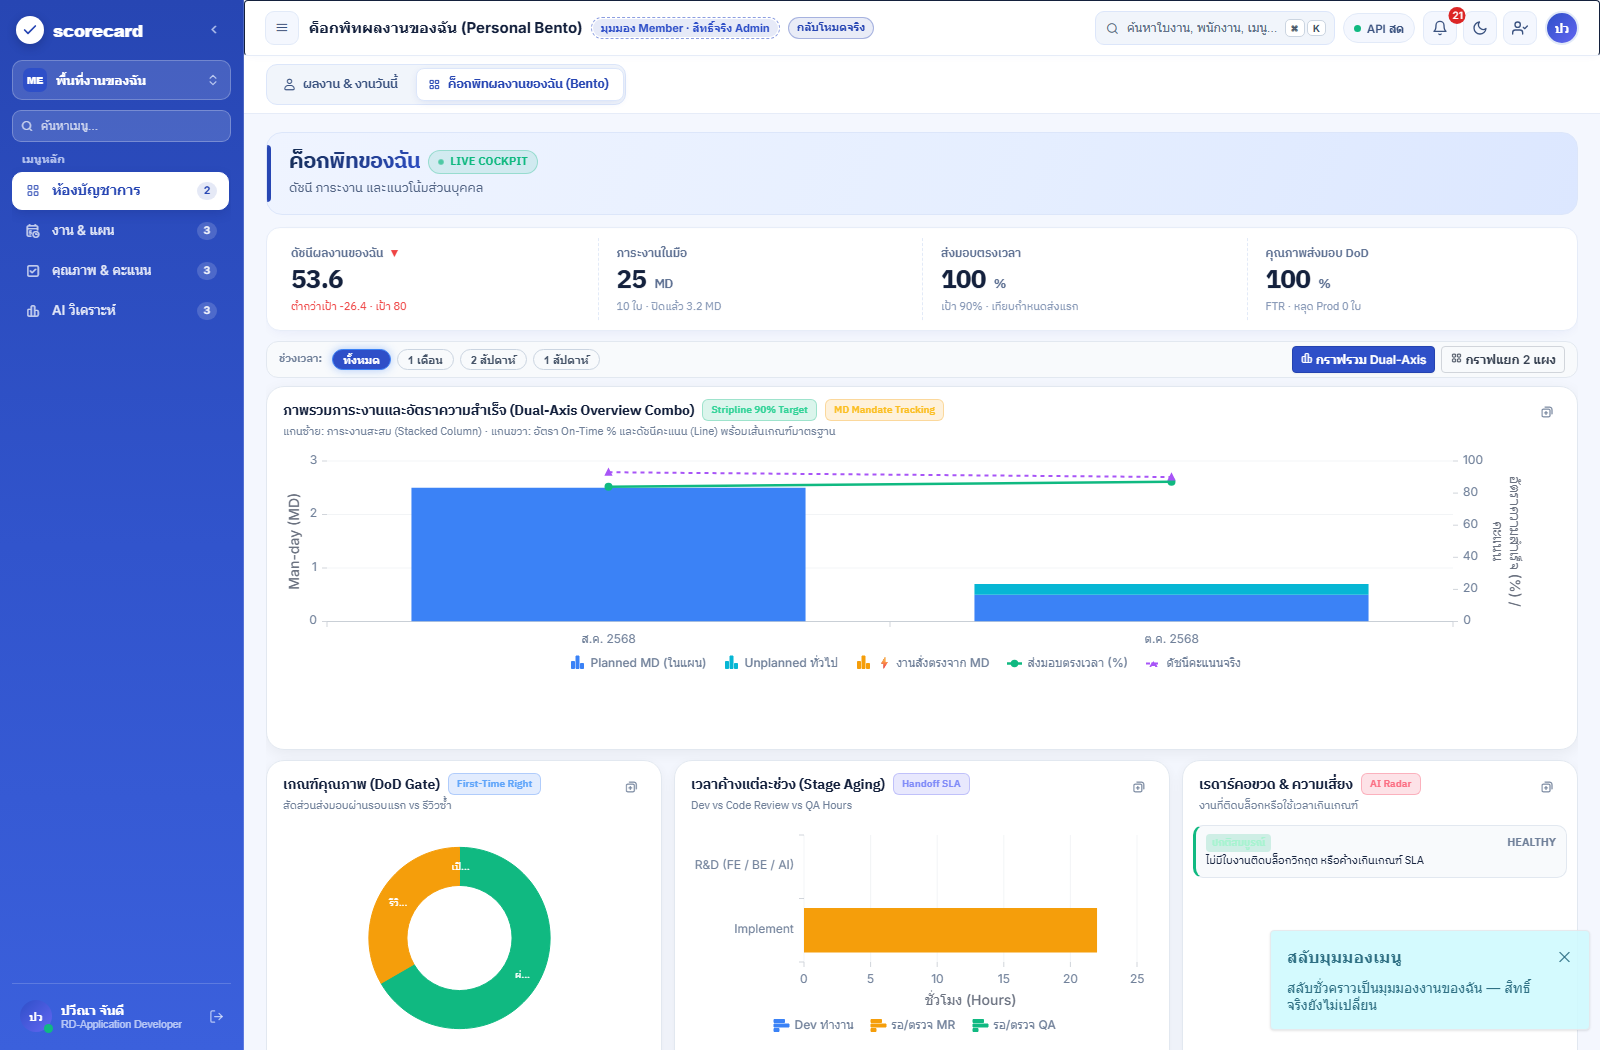 scorecard
ME พื้นที่งานของฉัน
ค้นหาเมนู...
เมนูหลัก
ห้องบัญชาการ 2
งาน & แผน 3
คุณภาพ & คะแนน 3
AI วิเคราะห์ 3
ปว
ปวีณา จันดี
RD-Application Developer
ค็อกพิทผลงานของฉัน (Personal Bento)
มุมมอง Member · สิทธิ์จริง Admin
กลับโหมดจริง
ค้นหาใบงาน, พนักงาน, เมนู... ⌘ K
API สด
21
ปว
ผลงาน & งานวันนี้
ค็อกพิทผลงานของฉัน (Bento)
ค็อกพิทของฉัน
LIVE COCKPIT
ดัชนี ภาระงาน และแนวโน้มส่วนบุคคล
ดัชนีผลงานของฉัน ▼
53.6
ต่ำกว่าเป้า -26.4 · เป้า 80
ภาระงานในมือ
25 MD
10 ใบ · ปิดแล้ว 3.2 MD
ส่งมอบตรงเวลา
100 %
เป้า 90% · เทียบกำหนดส่งแรก
คุณภาพส่งมอบ DoD
100 %
FTR · หลุด Prod 0 ใบ
ช่วงเวลา: ทั้งหมด 1 เดือน 2 สัปดาห์ 1 สัปดาห์
กราฟรวม Dual-Axis
กราฟแยก 2 แผง
ภาพรวมภาระงานและอัตราความสำเร็จ (Dual-Axis Overview Combo)
Stripline 90% Target
MD Mandate Tracking
แกนซ้าย: ภาระงานสะสม (Stacked Column) · แกนขวา: อัตรา On-Time % และดัชนีคะแนน (Line) พร้อมเส้นเกณฑ์มาตรฐาน
Man-day (MD)
3
2
1
0
100
80
60
40
20
0
อัตราความสำเร็จ (%) /
คะแนน
ส.ค. 2568
ต.ค. 2568
Planned MD (ในแผน)
Unplanned ทั่วไป
งานสั่งตรงจาก MD
ส่งมอบตรงเวลา (%)
ดัชนีคะแนนจริง
เกณฑ์คุณภาพ (DoD Gate)
First-Time Right
สัดส่วนส่งมอบผ่านรอบแรก vs รีวิวซ้ำ
เป็...
รีวิ...
ผ่...
เวลาค้างแต่ละช่วง (Stage Aging)
Handoff SLA
Dev vs Code Review vs QA Hours
R&D (FE / BE / AI)
Implement
0 5 10 15 20 25
ชั่วโมง (Hours)
Dev ทำงาน
รอ/ตรวจ MR
รอ/ตรวจ QA
เรดาร์คอขวด & ความเสี่ยง
AI Radar
งานที่ติดบล็อกหรือใช้เวลาเกินเกณฑ์
HEALTHY
ไม่มีใบงานติดบล็อกวิกฤต หรือค้างเกินเกณฑ์ SLA
สลับมุมมองเมนู
สลับชั่วคราวเป็นมุมมองงานของฉัน — สิทธิ์
จริงยังไม่เปลี่ยน